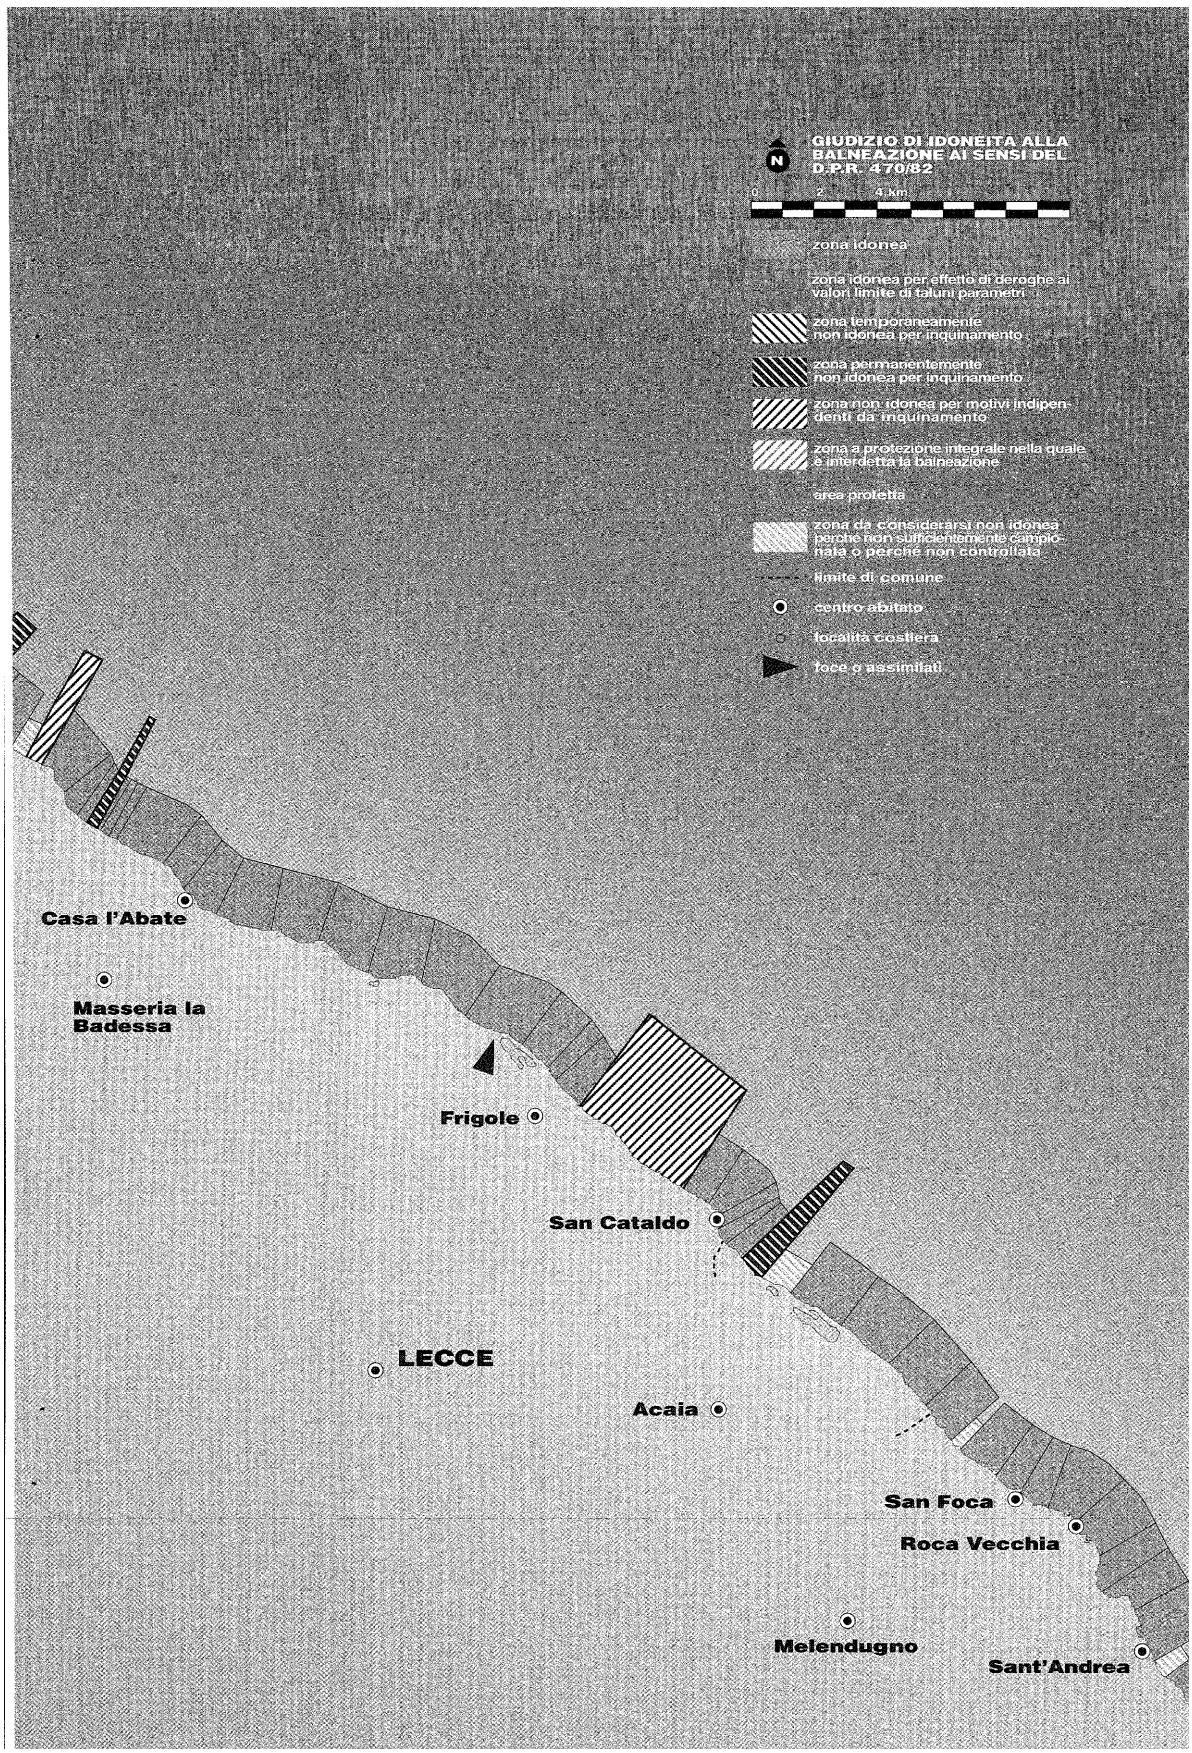 GIUDIZIO DI IDONEITÀ ALLA
BALNEAZIONE AI SENSI DEL
D.P.R. 470/82
N
0 2 4 km
zona idonea
zona idonea per effetto di deroghe ai
valori limite di taluni parametri
zona temporaneamente
non idonea per inquinamento
zona permanentemente
non idonea per inquinamento
zona non idonea per motivi indipen-
denti da inquinamento
zona a protezione integrale nella quale
è interdetta la balneazione
area protetta
zona da considerarsi non idonea
perché non sufficientemente campio-
nata o perché non controllata
limite di comune
centro abitato
località costiera
foce o assimilati
Casa l'Abate
Masseria la
Badessa
Frigole
San Cataldo
LECCE
Acaia
San Foca
Roca Vecchia
Melendugno
Sant'Andrea